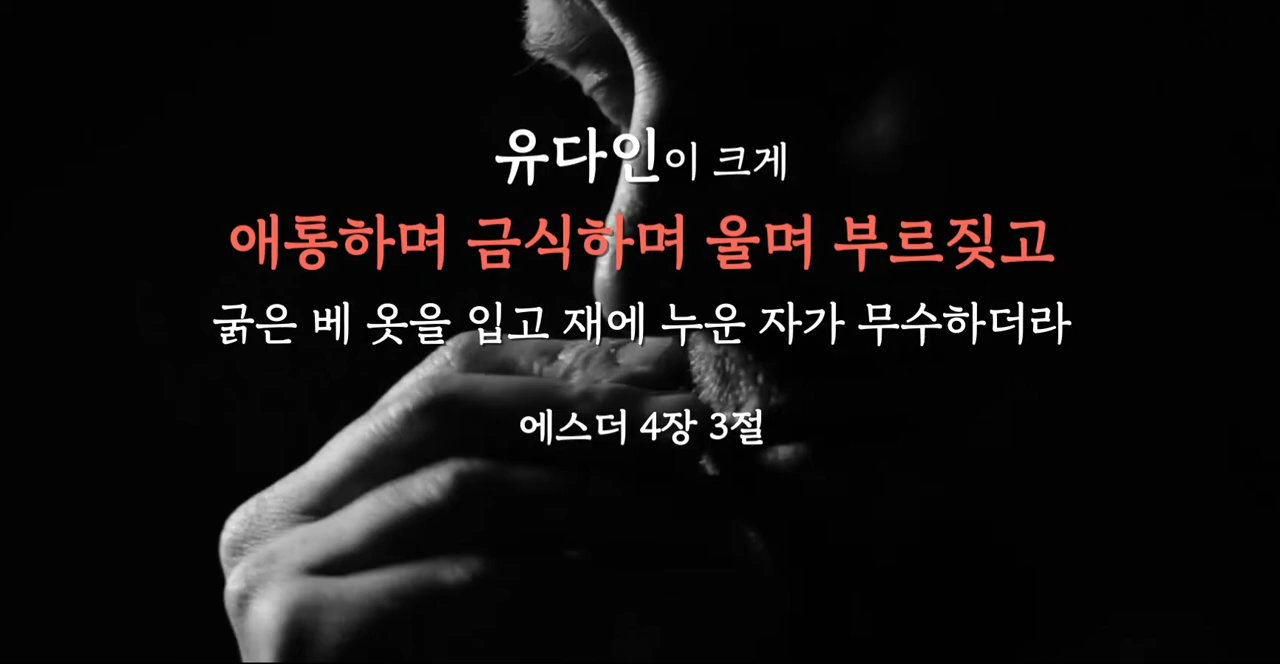 유다인이 크게
애통하며 금식하며 울며 부르짖고
굵은 베 옷을 입고 재에 누운 자가 무수하더라
에스더 4장 3절